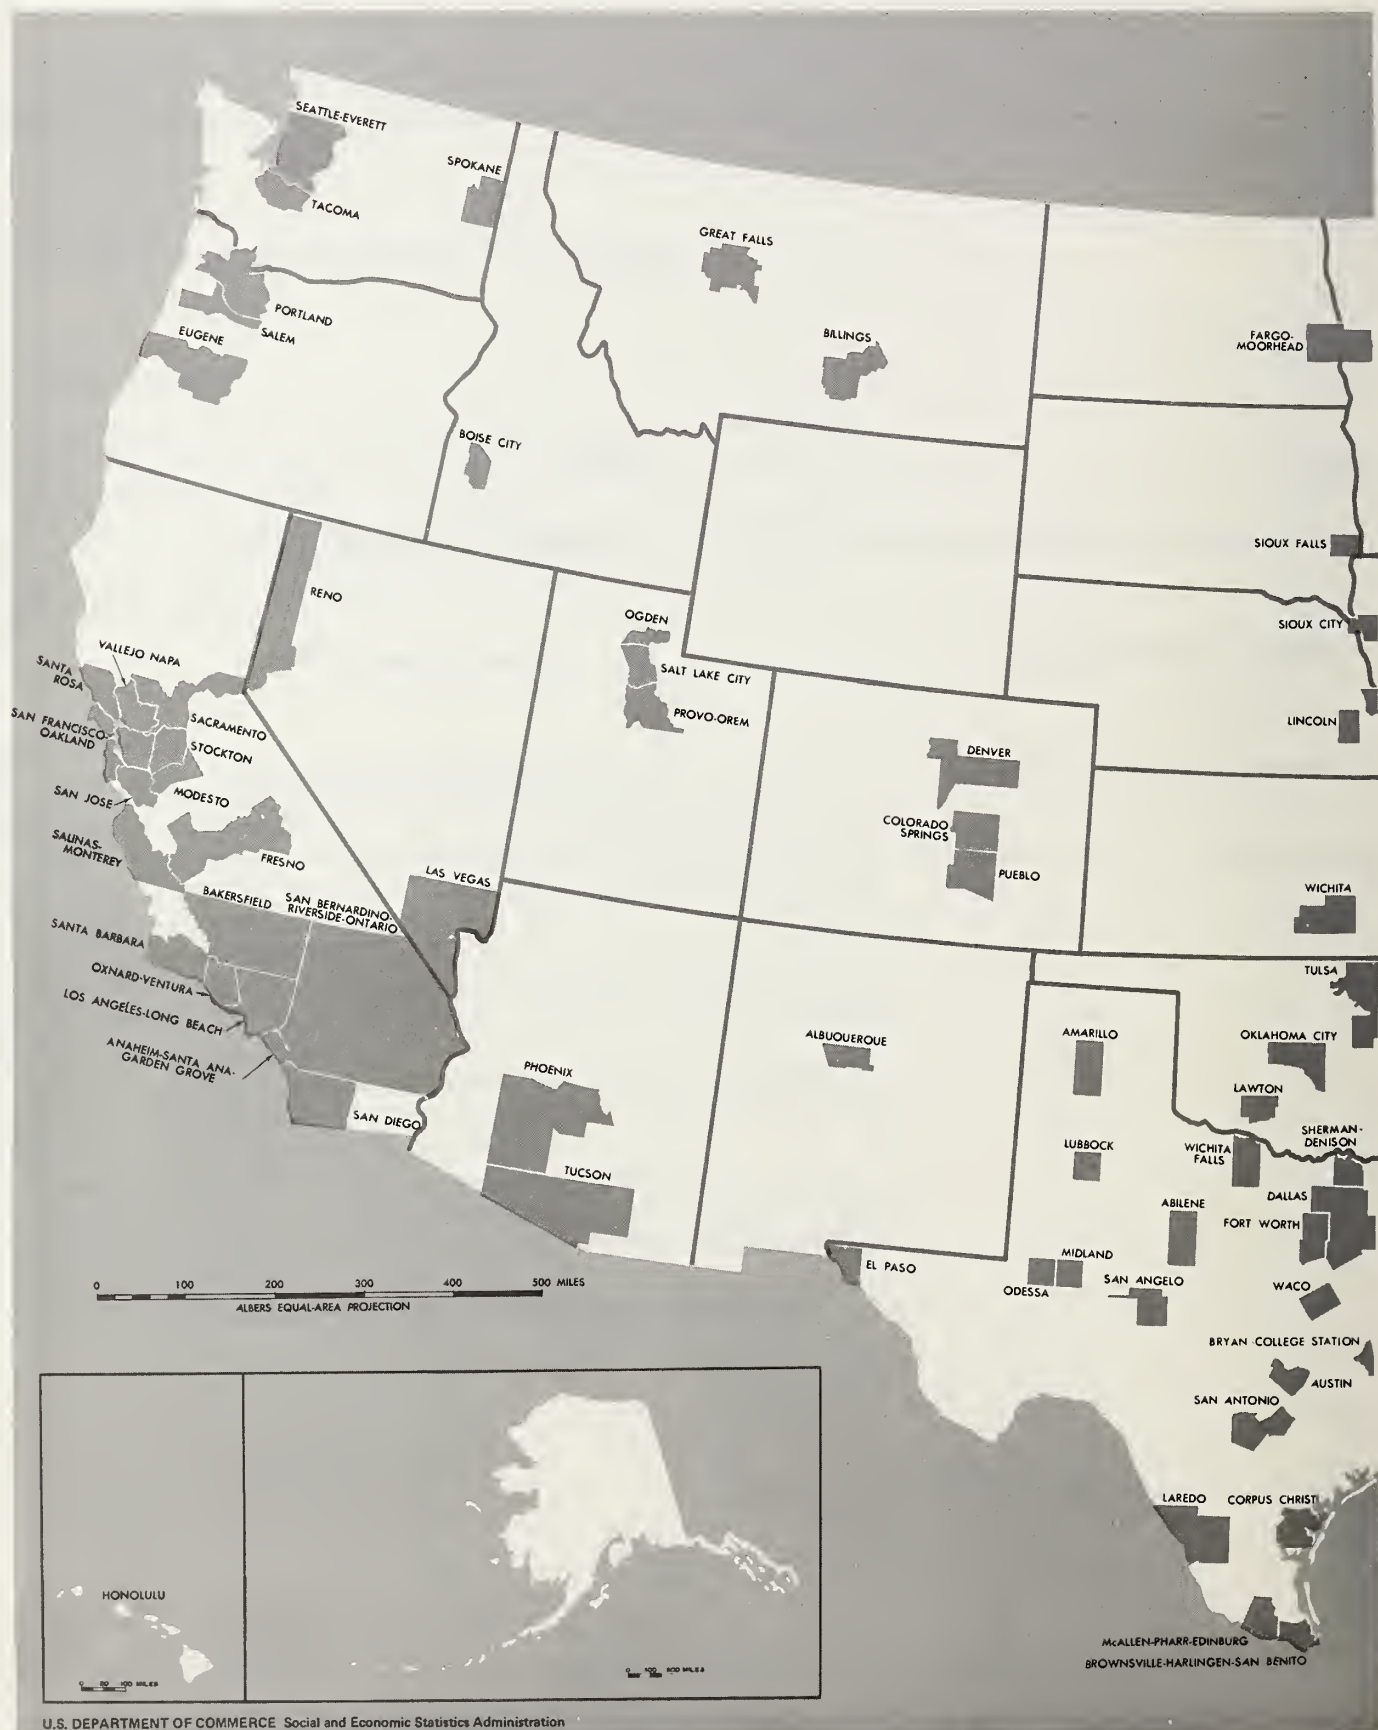 SEATTLE-EVERETT
SPOKANE
TACOMA
GREAT FALLS
PORTLAND
SALEM
EUGENE
BILLINGS
FARGO-
MOORHEAD
BOISE CITY
SIOUX FALLS
RENO
OGDEN
SIOUX CITY
VALLEJO NAPA
SANTA
ROSA
SALT LAKE CITY
PROVO-OREM
SAN FRANCISCO-
OAKLAND
SACRAMENTO
LINCOLN
STOCKTON
DENVER
SAN JOSE
MODESTO
COLORADO
SPRINGS
SALINAS-
MONTEREY
FRESNO
PUEBLO
LAS VEGAS
WICHITA
BAKERSFIELD
SAN BERNARDINO-
RIVERSIDE-ONTARIO
SANTA BARBARA
OXNARD-VENTURA
TULSA
LOS ANGELES-LONG BEACH
ANAHEIM-SANTA ANA-
GARDEN GROVE
ALBUQUERQUE
AMARILLO
OKLAHOMA CITY
PHOENIX
LAWTON
SAN DIEGO
SHERMAN-
DENISON
LUBBOCK
WICHITA
FALLS
TUCSON
ABILENE
DALLAS
FORT WORTH
MIDLAND
EL PASO
ODESSA
SAN ANGELO
WACO
0 100 200 300 400 500 MILES
ALBERS EQUAL-AREA PROJECTION
BRYAN COLLEGE STATION
AUSTIN
SAN ANTONIO
LAREDO
CORPUS CHRISTI
HONOLULU
McALLEN-PHARR-EDINBURG
BROWNSVILLE-HARLINGEN-SAN BENITO
0 50 100 MILES
U.S. DEPARTMENT OF COMMERCE Social and Economic Statistics Administration